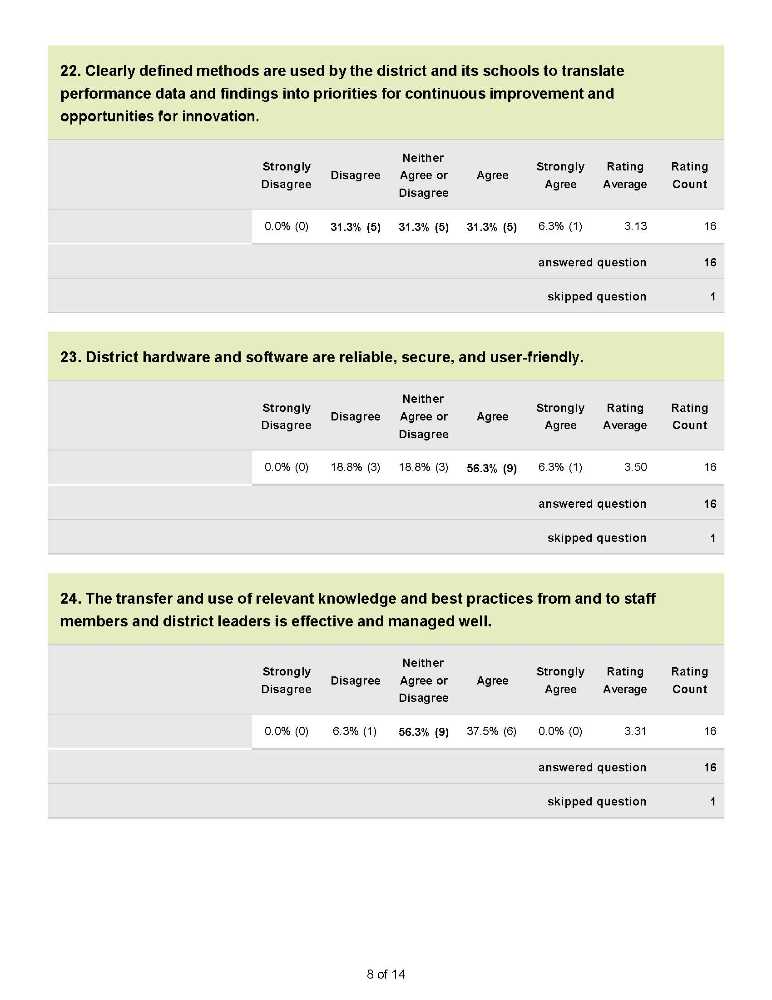 22. Clearly defined methods are used by the district and its schools to translate
performance data and findings into priorities for continuous improvement and
opportunities for innovation.
Strongly Disagree Disagree Neither Agree or Disagree Agree Strongly Agree Rating Average Rating Count
0.0% (0) 31.3% (5) 31.3% (5) 31.3% (5) 6.3% (1) 3.13 16
answered question 16
skipped question 1
23. District hardware and software are reliable, secure, and user-friendly.
Strongly Disagree Disagree Neither Agree or Disagree Agree Strongly Agree Rating Average Rating Count
0.0% (0) 18.8% (3) 18.8% (3) 56.3% (9) 6.3% (1) 3.50 16
answered question 16
skipped question 1
24. The transfer and use of relevant knowledge and best practices from and to staff
members and district leaders is effective and managed well.
Strongly Disagree Disagree Neither Agree or Disagree Agree Strongly Agree Rating Average Rating Count
0.0% (0) 6.3% (1) 56.3% (9) 37.5% (6) 0.0% (0) 3.31 16
answered question 16
skipped question 1
8 of 14